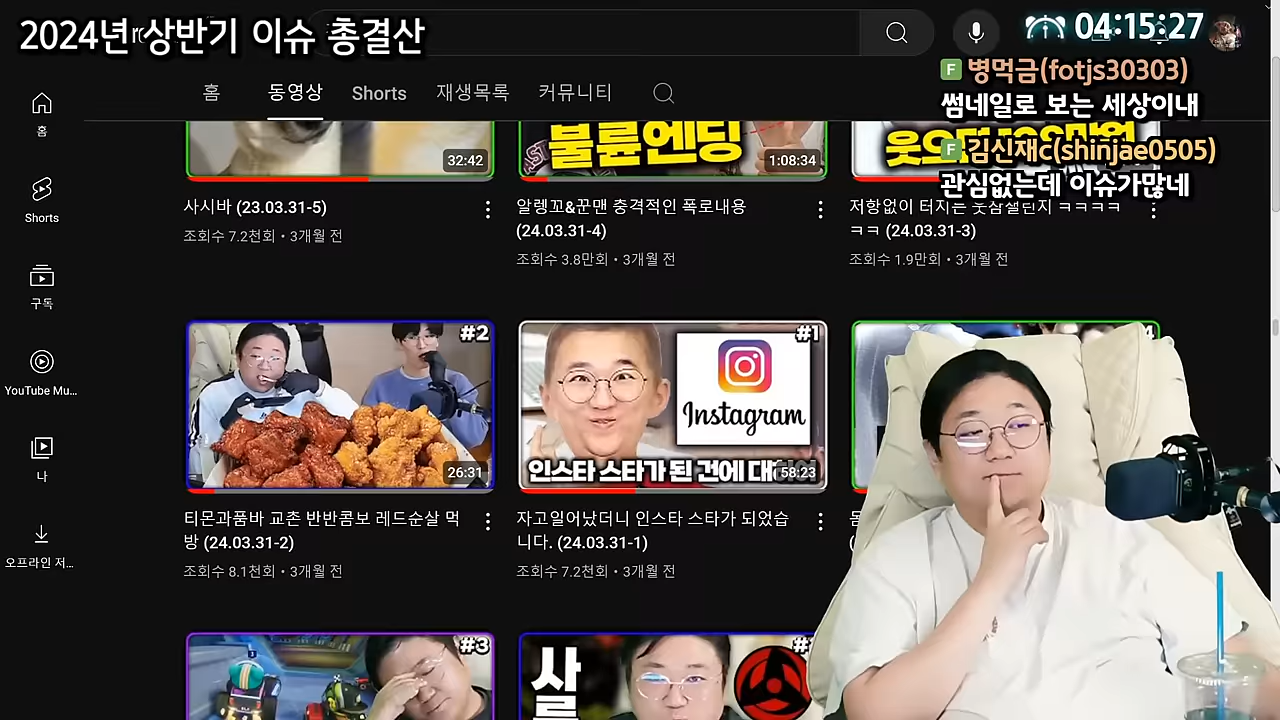 2024년 상반기 이슈 총결산
04:15:27
병먹금(fotjs30303)
썸네일로 보는 세상이내
김신재c(shinjae0505)
관심없는데 이슈가많네
홈
동영상
Shorts
재생목록
커뮤니티
홈
Shorts
구독
YouTube Mu...
나
오프라인 저...
32:42
불륜엔딩
1:08:34
사시바 (23.03.31-5)
조회수 7.2천회 • 3개월 전
알렝꼬&꾼맨 충격적인 폭로내용
(24.03.31-4)
조회수 3.8만회 • 3개월 전
저항없이 터지는 웃참챌린지 ㅋㅋㅋㅋ
ㅋㅋ (24.03.31-3)
조회수 1.9만회 • 3개월 전
#2
26:31
티몬과품바 교촌 반반콤보 레드순살 먹
방 (24.03.31-2)
조회수 8.1천회 • 3개월 전
#1
Instagram
인스타 스타가 된 건에 대하여
58:23
자고일어났더니 인스타 스타가 되었습
니다. (24.03.31-1)
조회수 7.2천회 • 3개월 전
#3
사